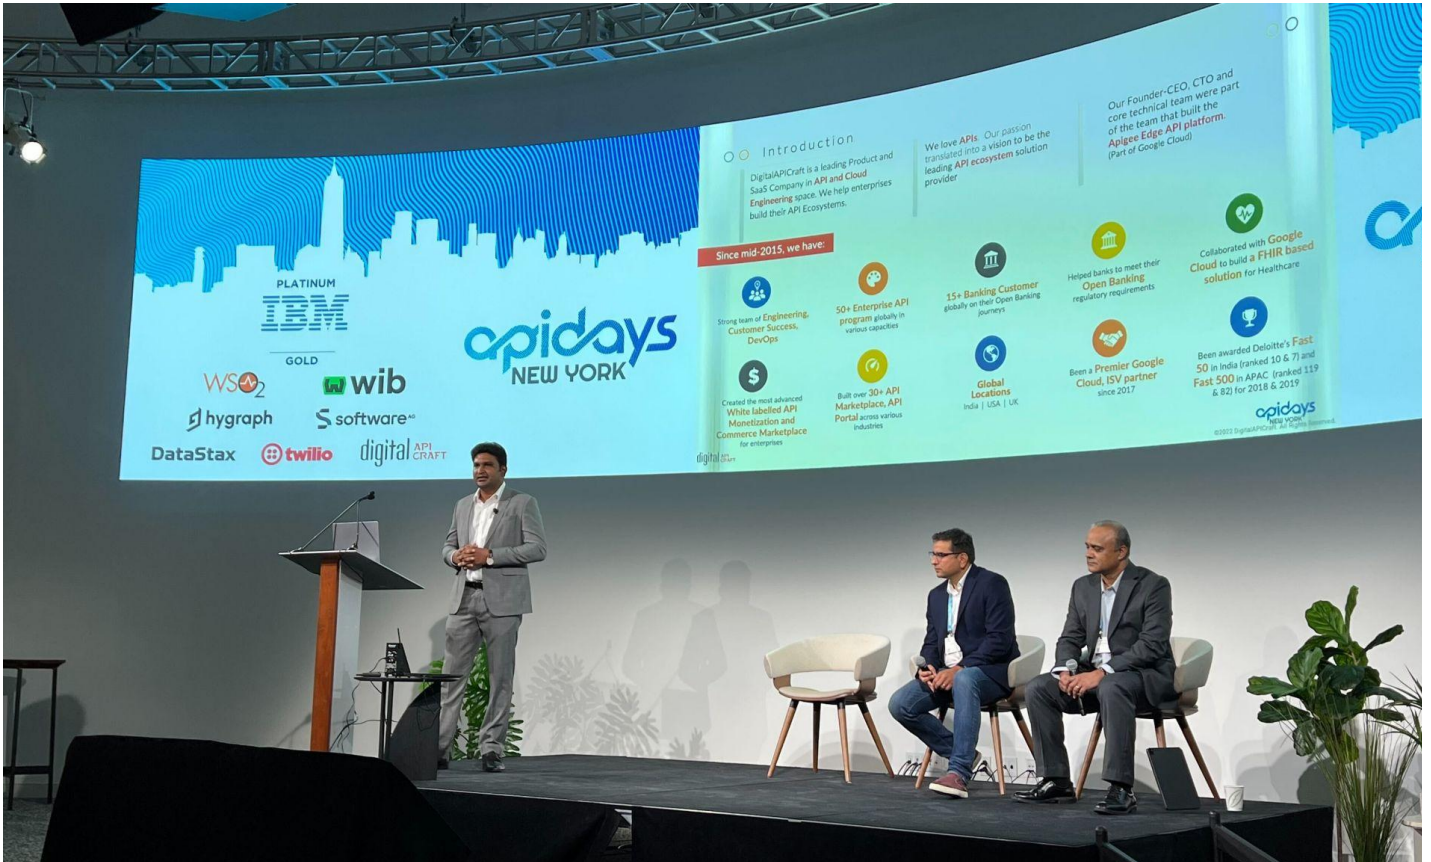 PLATINUM
IBM
GOLD
WSO2
wib
hygraph
software AG
DataStax
twilio
digital API CRAFT
apidays
NEW YORK
Introduction
DigitalAPICraft is a leading Product and
SaaS Company in API and Cloud
Engineering space. We help enterprises
build their API Ecosystems.
We love APIs. Our passion
translated into a vision to be the
leading API ecosystem solution
provider
Our Founder-CEO, CTO and
core technical team were part
of the team that built the
Apigee Edge API platform.
(Part of Google Cloud)
Since mid-2015, we have:
Strong team of Engineering,
Customer Success,
DevOps
50+ Enterprise API
program globally in
various capacities
15+ Banking Customer
globally on their Open Banking
journeys
Helped banks to meet their
Open Banking
regulatory requirements
Collaborated with Google
Cloud to build a FHIR based
solution for Healthcare
$
Created the most advanced
White labelled API
Monetization and
Commerce Marketplace
for enterprises
Built over 30+ API
Marketplace, API
Portal across various
industries
Global
Locations
India | USA | UK
Been a Premier Google
Cloud, ISV partner
since 2017
Been awarded Deloitte's Fast
50 in India (ranked 10 & 7) and
Fast 500 in APAC (ranked 119
& 82) for 2018 & 2019
apidays
NEW YORK
©2022 DigitalAPICraft. All Rights Reserved.
digital API CRAFT